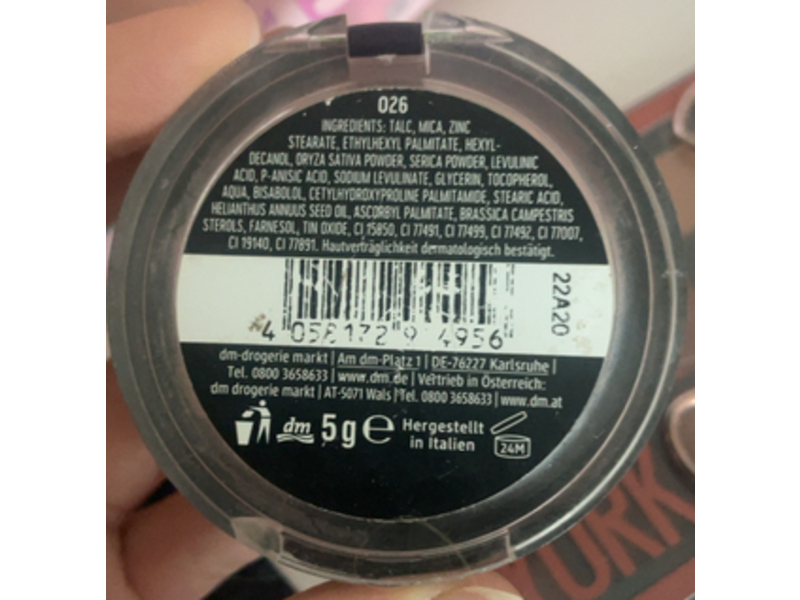 026
INGREDIENTS: TALC, MICA, ZINC
STEARATE, ETHYLHEXYL PALMITATE, HEXYL-
DECANOL, ORYZA SATIVA POWDER, SERICA POWDER, LEVULINIC
ACID, P-ANISIC ACID, SODIUM LEVULINATE, GLYCERIN, TOCOPHEROL,
AQUA, BISABOLOL, CETYLHYDROXYPROLINE PALMITAMIDE, STEARIC ACID,
HELIANTHUS ANNUUS SEED OIL, ASCORBYL PALMITATE, BRASSICA CAMPESTRIS
STEROLS, FARNESOL, TIN OXIDE, CI 15850, CI 77491, CI 77499, CI 77492, CI 77007,
CI 19140, CI 77891. Hautverträglichkeit dermatologisch bestätigt.
22A20
4 058172 9 4956
dm-drogerie markt | Am dm-Platz 1 | DE-76227 Karlsruhe |
Tel. 0800 3658633 | www.dm.de | Vertrieb in Österreich:
dm drogerie markt | AT-5071 Wals | Tel. 0800 3658633 | www.dm.at
dm 5 g ℮ Hergestellt
in Italien
24M
YORK